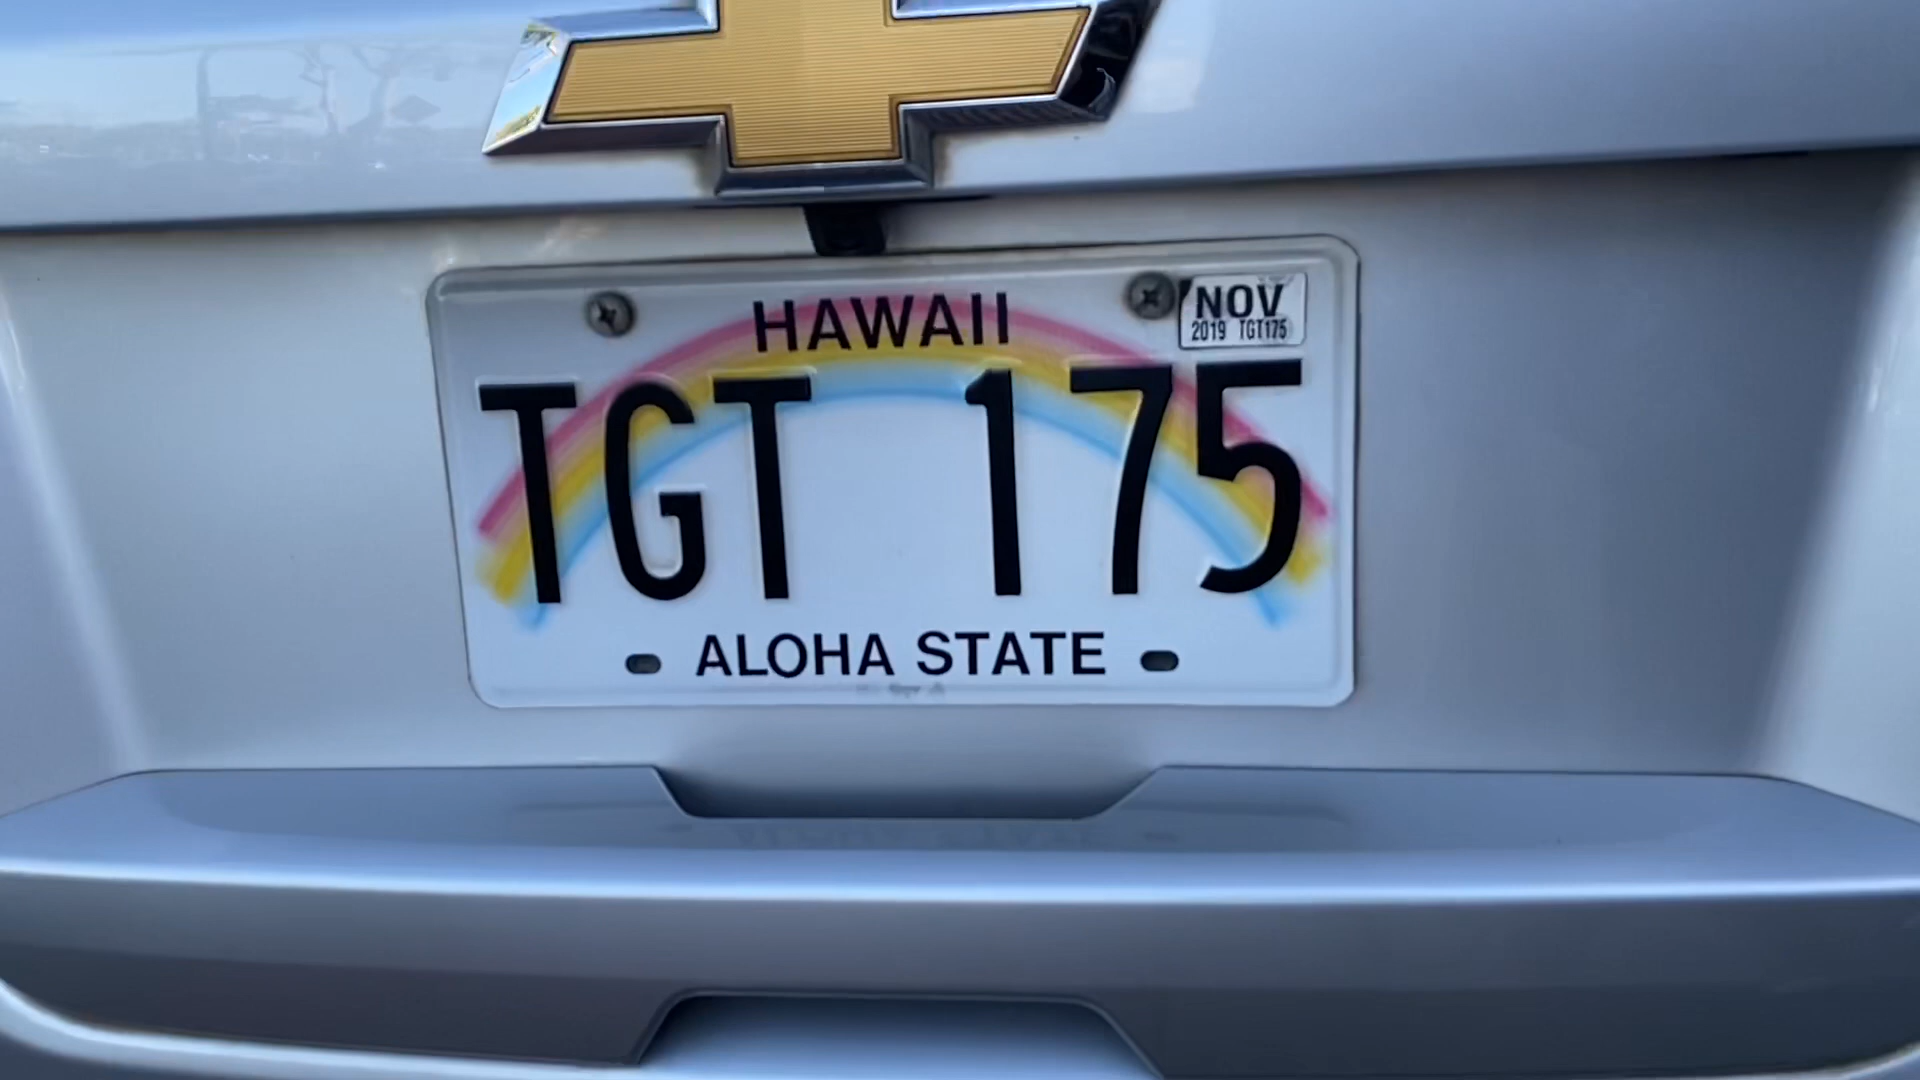 HAWAII
NOV
2019 TGT175
TGT 175
ALOHA STATE